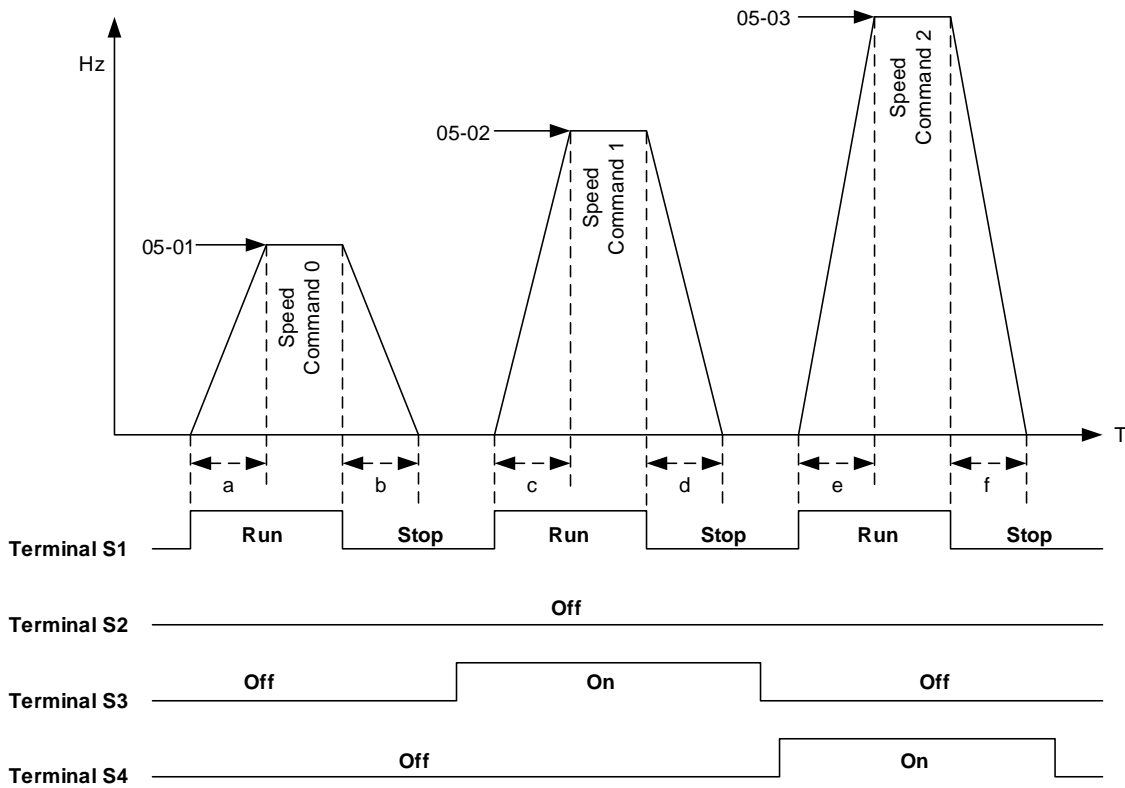 05-03
Hz
Speed
Command 2
05-02
Speed
Command 1
05-01
Speed
Command 0
T
a
b
c
d
e
f
Terminal S1
Run
Stop
Run
Stop
Run
Stop
Terminal S2
Off
Terminal S3
Off
On
Off
Terminal S4
Off
On